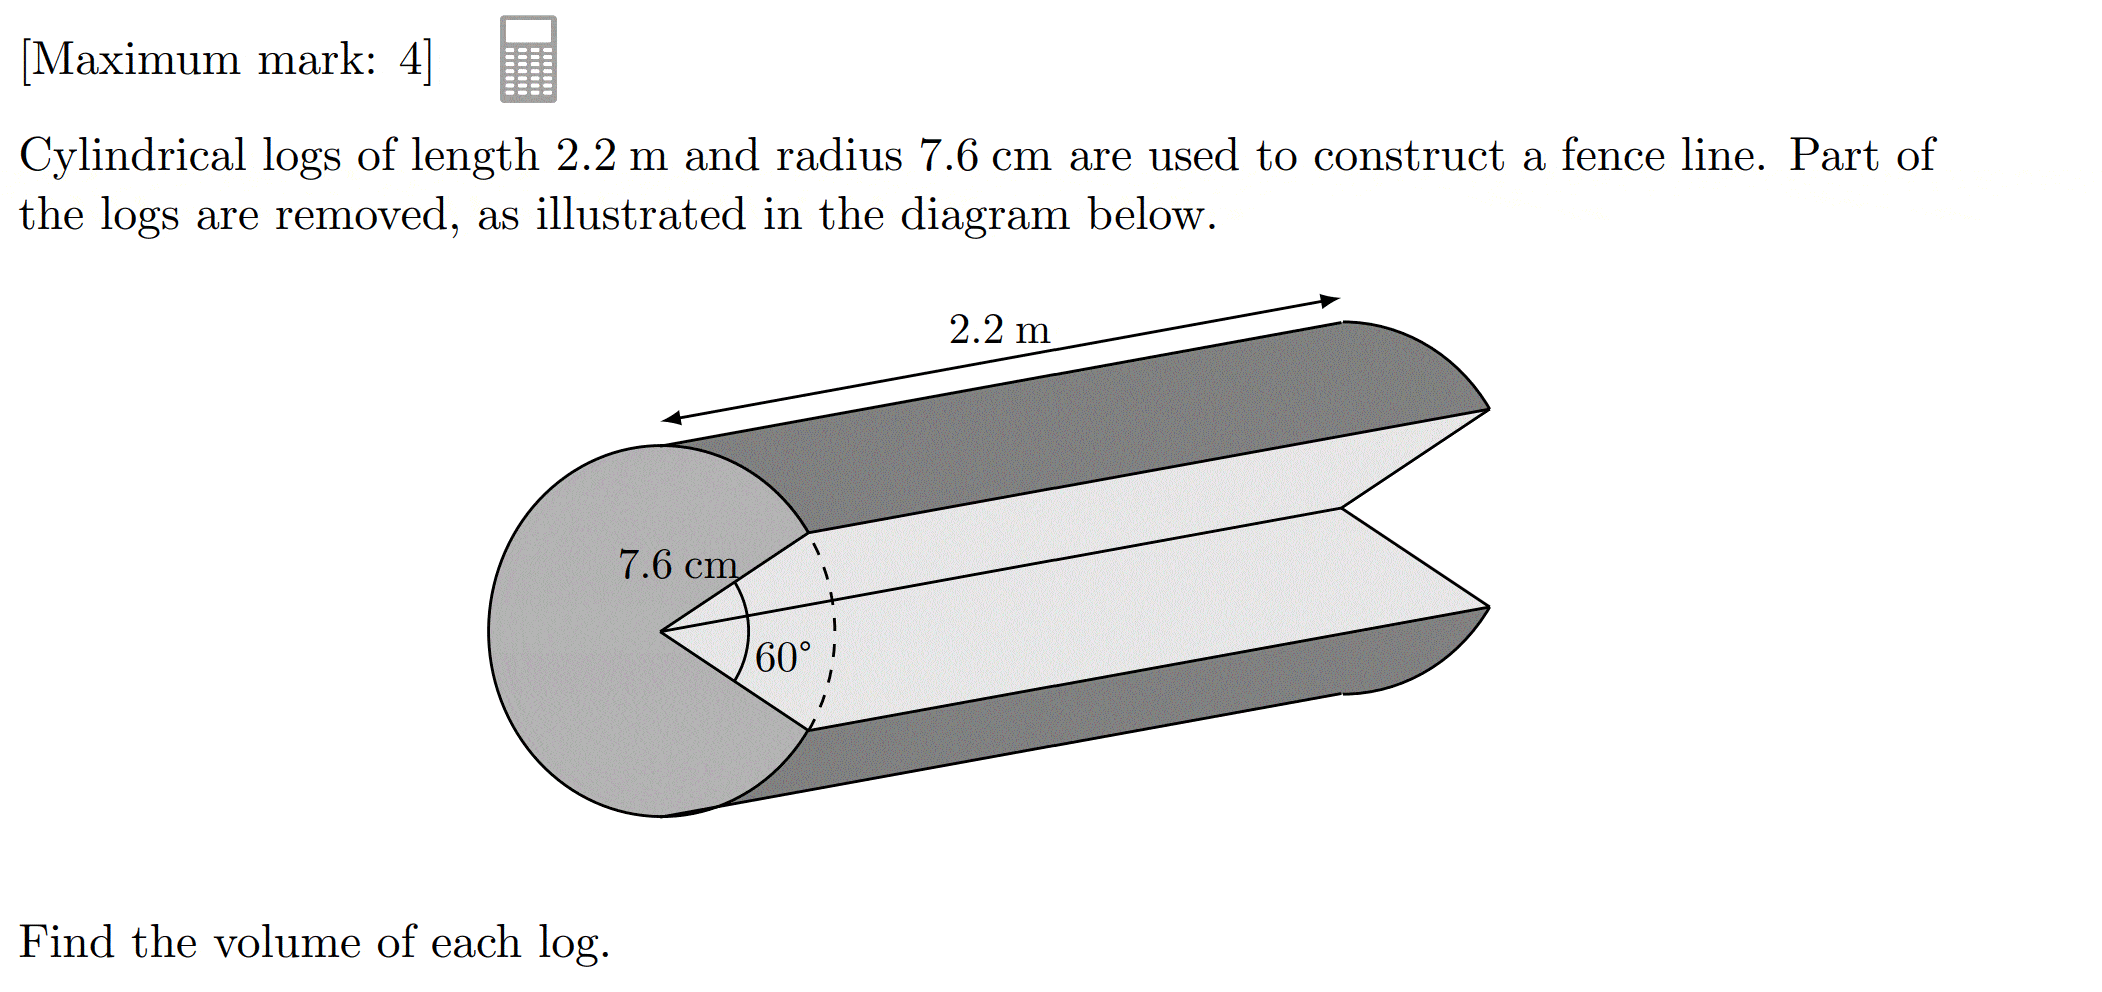 [Maximum mark: 4]
Cylindrical logs of length 2.2 m and radius 7.6 cm are used to construct a fence line. Part of
the logs are removed, as illustrated in the diagram below.
2.2 m
7.6 cm
60°
Find the volume of each log.